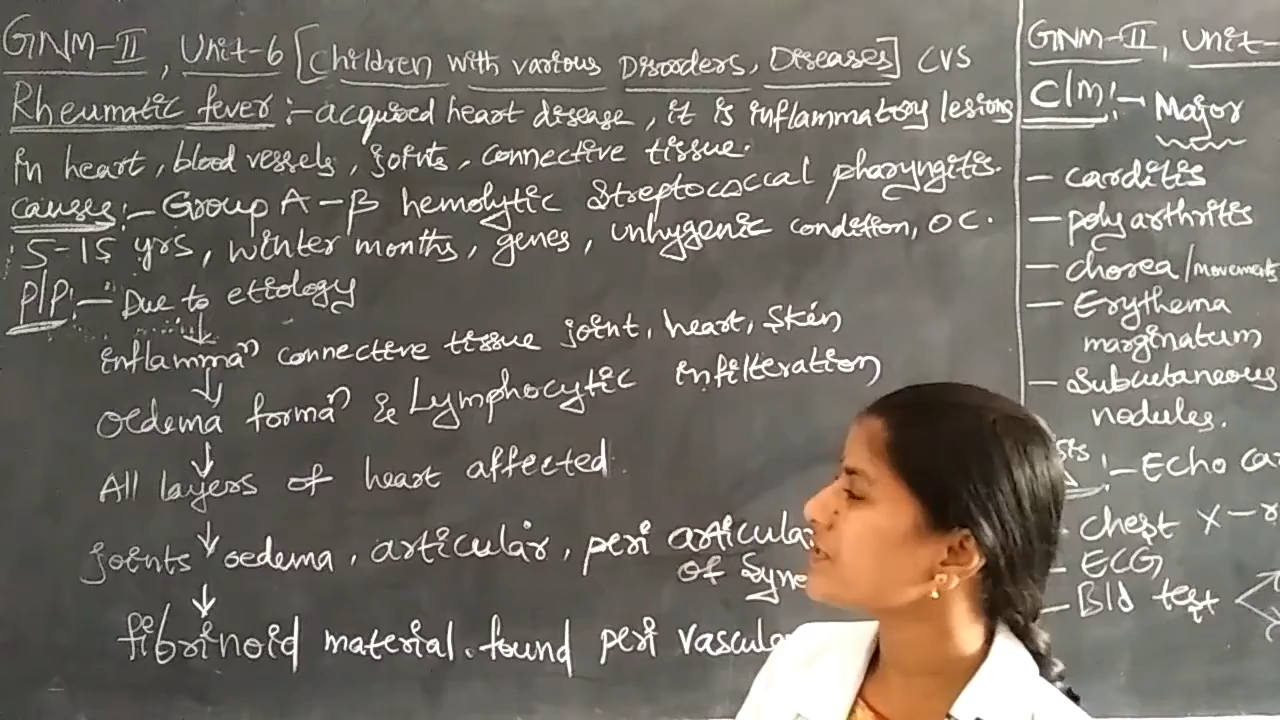 GNM-II, Unit-6 [Children with various Disorders, Diseases] CVS
Rheumatic fever :- acquired heart disease, it is inflammatory lesions
in heart, blood vessels, joints, connective tissue.
causes :- Group A-β hemolytic Streptococcal pharyngitis.
5-15 yrs, winter months, genes, unhygenic condition, OC.
P/P :- Due to etiology
↓
inflammaⁿ connective tissue joint, heart, Skin
↓
Oedema formaⁿ & Lymphocytic infilteration
↓
All layers of heart affected
↓
joints oedema, articular, peri articula
of Syne
↓
fibrinoid material. found peri vascula
GNM-II, Unit-
C/M :- Major
- carditis
- poly arthritis
- chorea/movements
- Erythema
marginatum
- Subcutaneous
nodules.
sts
:- Echo ca
- chest X-r
- ECG
- Bld test <